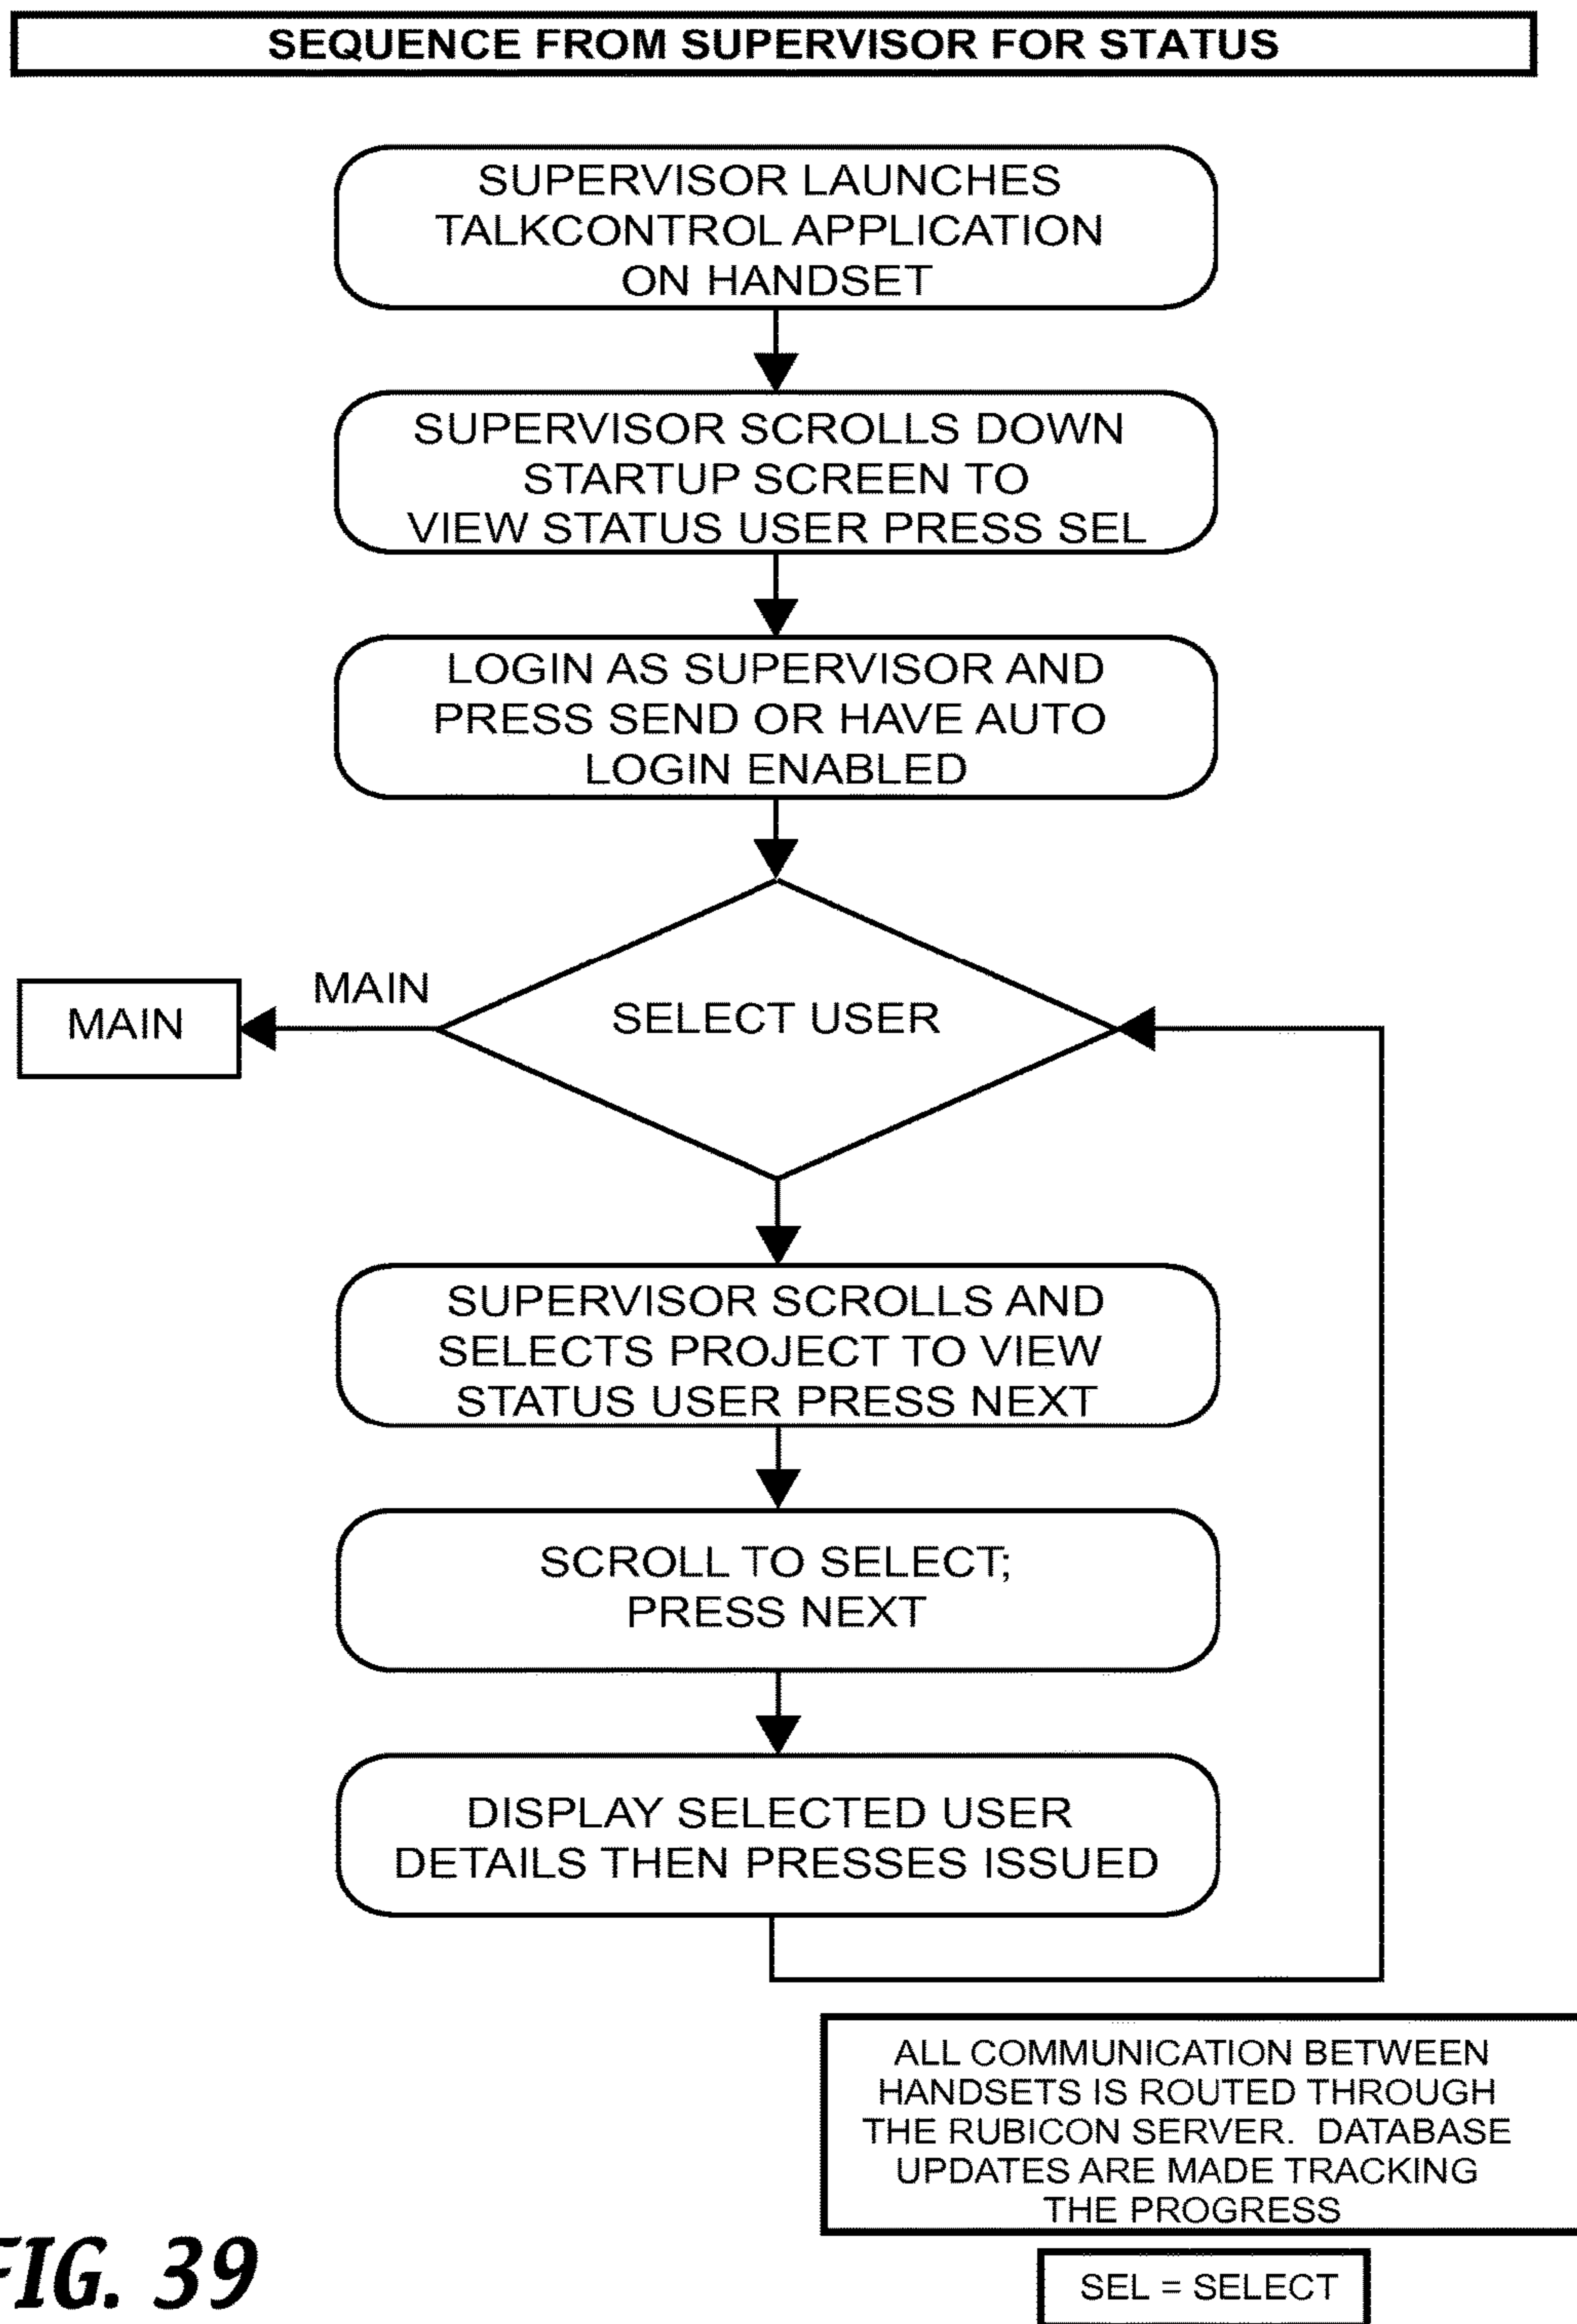 SEQUENCE FROM SUPERVISOR FOR STATUS
SUPERVISOR LAUNCHES
TALKCONTROL APPLICATION
ON HANDSET
SUPERVISOR SCROLLS DOWN
STARTUP SCREEN TO
VIEW STATUS USER PRESS SEL
LOGIN AS SUPERVISOR AND
PRESS SEND OR HAVE AUTO
LOGIN ENABLED
MAIN
MAIN
SELECT USER
SUPERVISOR SCROLLS AND
SELECTS PROJECT TO VIEW
STATUS USER PRESS NEXT
SCROLL TO SELECT;
PRESS NEXT
DISPLAY SELECTED USER
DETAILS THEN PRESSES ISSUED
ALL COMMUNICATION BETWEEN
HANDSETS IS ROUTED THROUGH
THE RUBICON SERVER. DATABASE
UPDATES ARE MADE TRACKING
THE PROGRESS
SEL = SELECT
FIG. 39